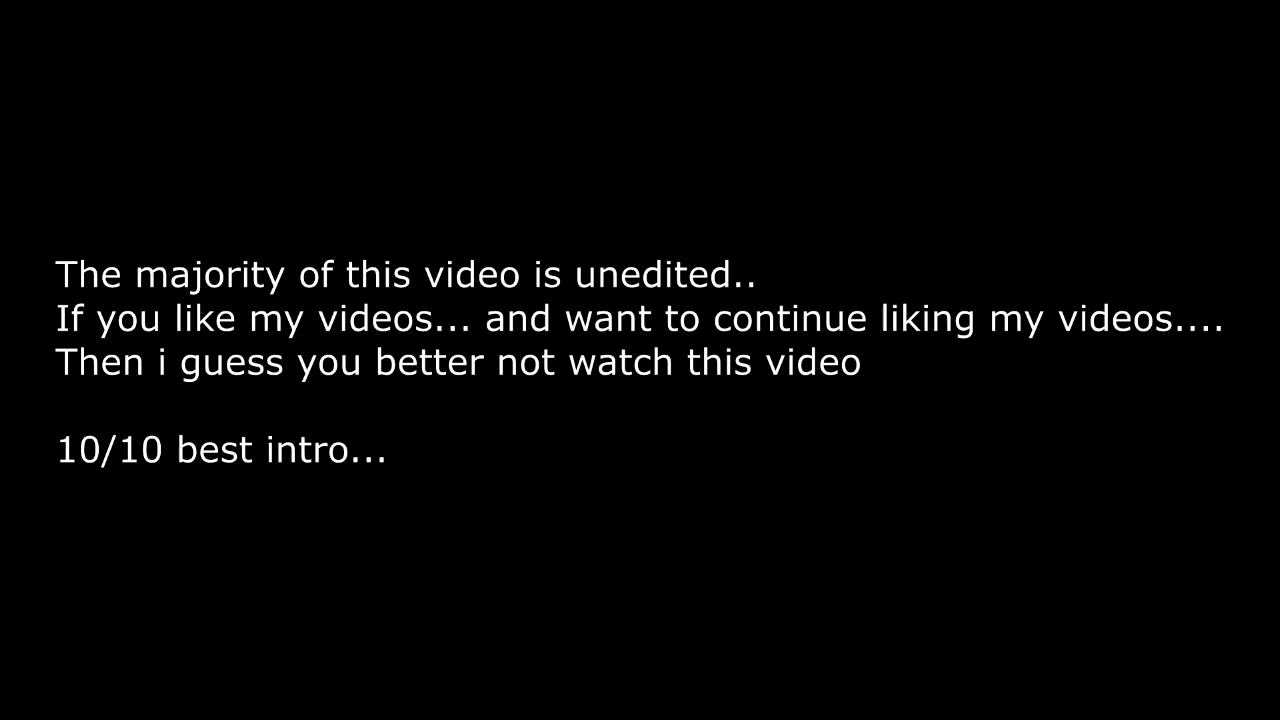 The majority of this video is unedited..
If you like my videos... and want to continue liking my videos....
Then i guess you better not watch this video
10/10 best intro...